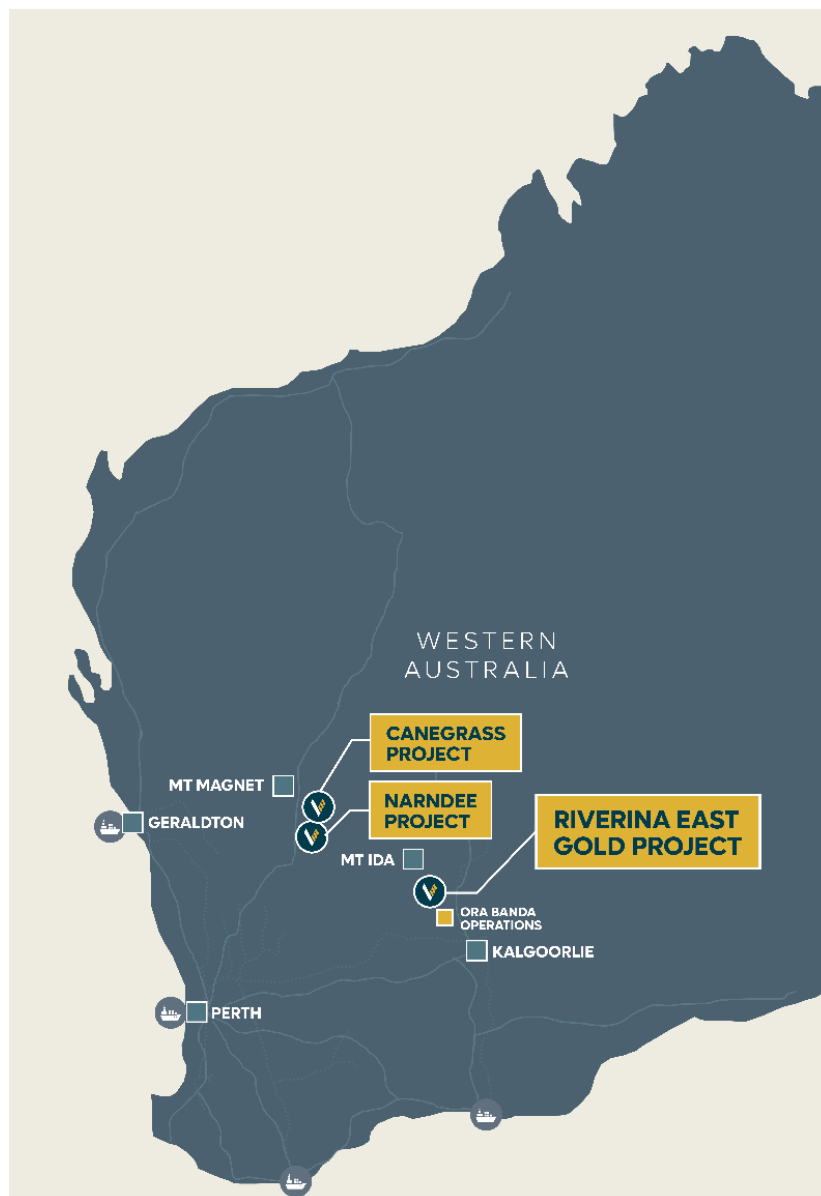 WESTERN
AUSTRALIA
CANEGRASS
PROJECT
MT MAGNET
NARNDEE
PROJECT
GERALDTON
RIVERINA EAST
GOLD PROJECT
MT IDA
ORA BANDA
OPERATIONS
KALGOORLIE
PERTH